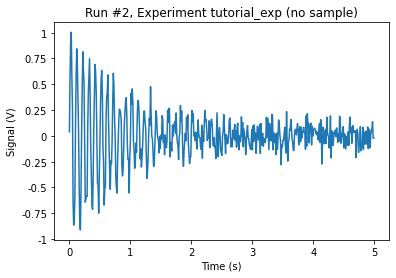 Run #2, Experiment tutorial_exp (no sample)
1
0.75
0.5
0.25
0
-0.25
-0.5
-0.75
-1
Signal (V)
0 1 2 3 4 5
Time (s)